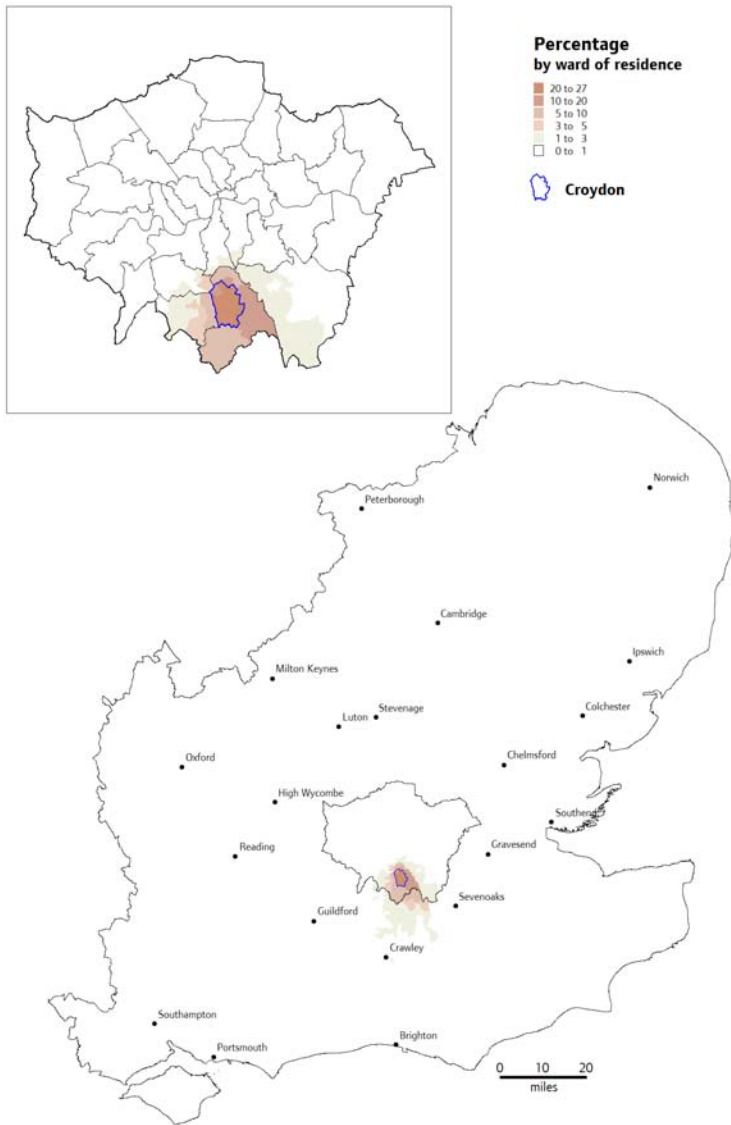 Percentage
by ward of residence
20 to 27
10 to 20
5 to 10
3 to 5
1 to 3
0 to 1
Croydon
Norwich
Peterborough
Cambridge
Ipswich
Milton Keynes
Colchester
Stevenage
Luton
Oxford
Chelmsford
High Wycombe
Southend
Reading
Gravesend
Sevenoaks
Guildford
Crawley
Southampton
Brighton
Portsmouth
0 10 20
miles